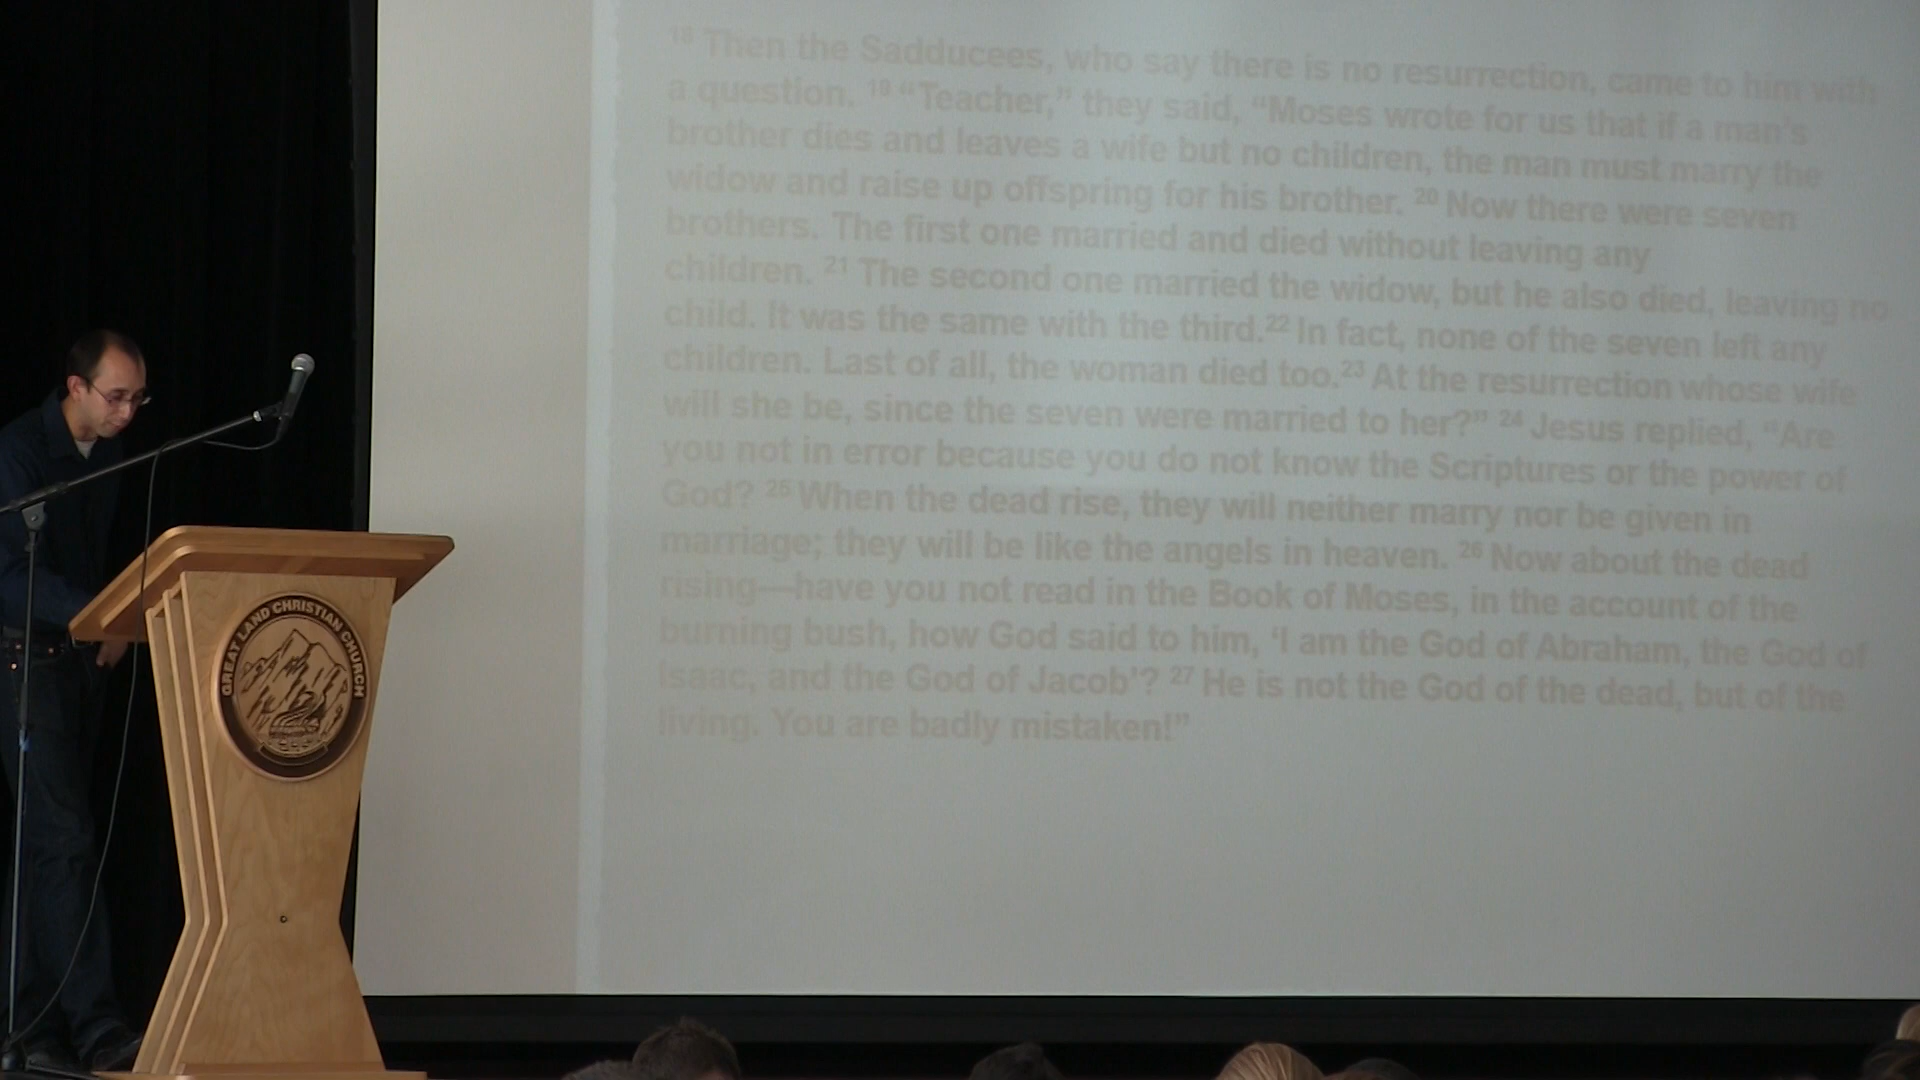 18 Then the Sadducees, who say there is no resurrection, came to him with
a question. 19 “Teacher,” they said, “Moses wrote for us that if a man’s
brother dies and leaves a wife but no children, the man must marry the
widow and raise up offspring for his brother. 20 Now there were seven
brothers. The first one married and died without leaving any
children. 21 The second one married the widow, but he also died, leaving no
child. It was the same with the third.22 In fact, none of the seven left any
children. Last of all, the woman died too.23 At the resurrection whose wife
will she be, since the seven were married to her?” 24 Jesus replied, “Are
you not in error because you do not know the Scriptures or the power of
God? 25 When the dead rise, they will neither marry nor be given in
marriage; they will be like the angels in heaven. 26 Now about the dead
rising—have you not read in the Book of Moses, in the account of the
burning bush, how God said to him, ‘I am the God of Abraham, the God of
Isaac, and the God of Jacob’? 27 He is not the God of the dead, but of the
living. You are badly mistaken!”
GREAT LAND CHRISTIAN CHURCH